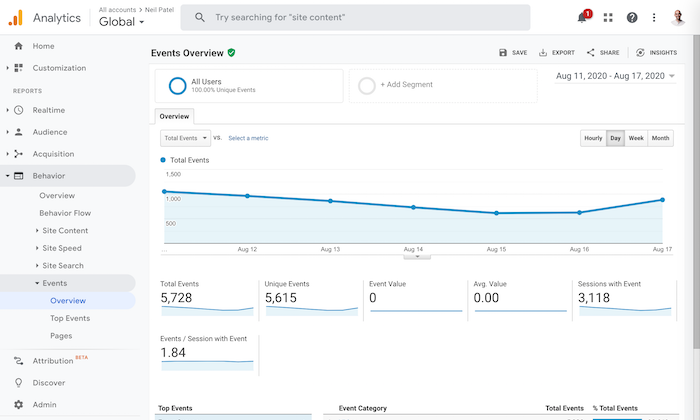 Analytics
All accounts > Neil Patel
Global
Try searching for "site content"
1
Home
Customization
REPORTS
Realtime
Audience
Acquisition
Behavior
Overview
Behavior Flow
Site Content
Site Speed
Site Search
Events
Overview
Top Events
Pages
Attribution BETA
Discover
Admin
Events Overview
SAVE
EXPORT
SHARE
INSIGHTS
All Users
100.00% Unique Events
+ Add Segment
Aug 11, 2020 - Aug 17, 2020
Overview
Total Events vs. Select a metric
Hourly Day Week Month
Total Events
1,500
1,000
500
... Aug 12 Aug 13 Aug 14 Aug 15 Aug 16 Aug 17
Total Events
5,728
Unique Events
5,615
Event Value
0
Avg. Value
0.00
Sessions with Event
3,118
Events / Session with Event
1.84
Top Events
Event Category Total Events % Total Events